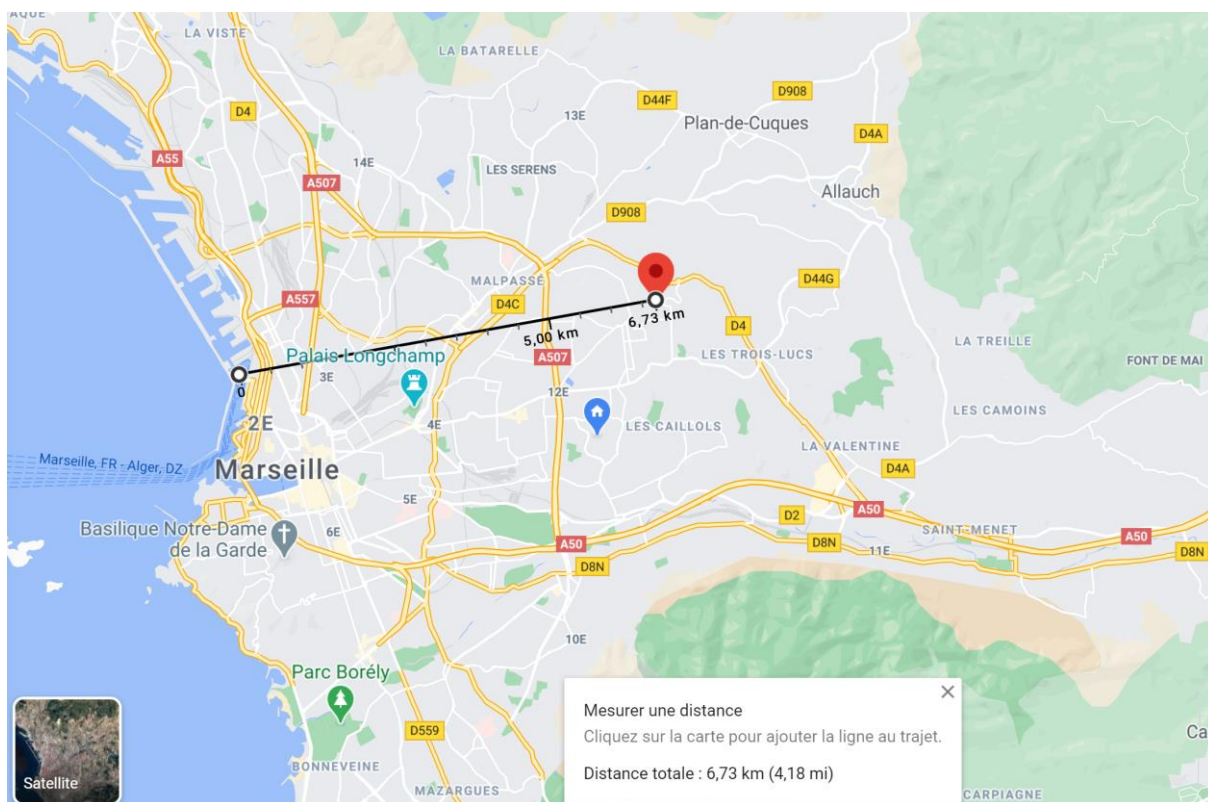 AQUE
LA VISTE
LA BATARELLE
D4
D44F
D908
13E
Plan-de-Cuques
D4A
A55
14E
LES SERENS
A507
Allauch
D908
MALPASSÉ
D44G
A557
D4C
6,73 km
5,00 km
D4
Palais Longchamp
A507
LES TROIS-LUCS
LA TREILLE
FONT DE MAI
3E
0
12E
2E
4E
LES CAILLOLS
LES CAMOINS
LA VALENTINE
Marseille, FR - Alger, DZ
Marseille
D4A
5E
A50
D2
Basilique Notre-Dame
de la Garde
6E
SAINT-MENET
A50
A50
D8N
11E
D8N
D8N
10E
Parc Borély
D559
BONNEVEINE
MAZARGUES
Satellite
Mesurer une distance
Cliquez sur la carte pour ajouter la ligne au trajet.
Distance totale : 6,73 km (4,18 mi)
Ca
CARPIAGNE